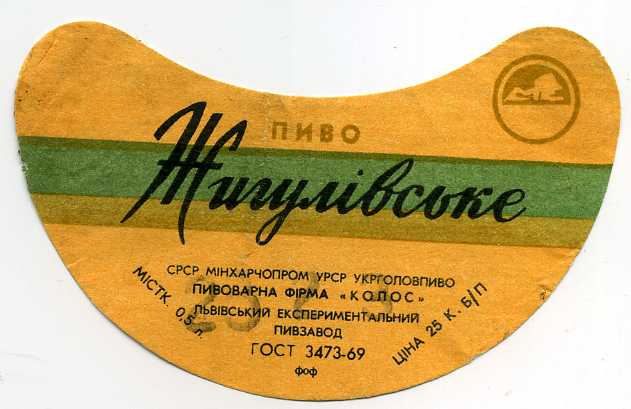 ПИВО
Жигулівське
СРСР МІНХАРЧОПРОМ УРСР УКРГОЛОВПИВО
ПИВОВАРНА ФІРМА «КОЛОС»
ЛЬВІВСЬКИЙ ЕКСПЕРИМЕНТАЛЬНИЙ
ПИВЗАВОД
ГОСТ 3473-69
фоф
МІСТК. 0,5 л.
ЦІНА 25 К. Б/П